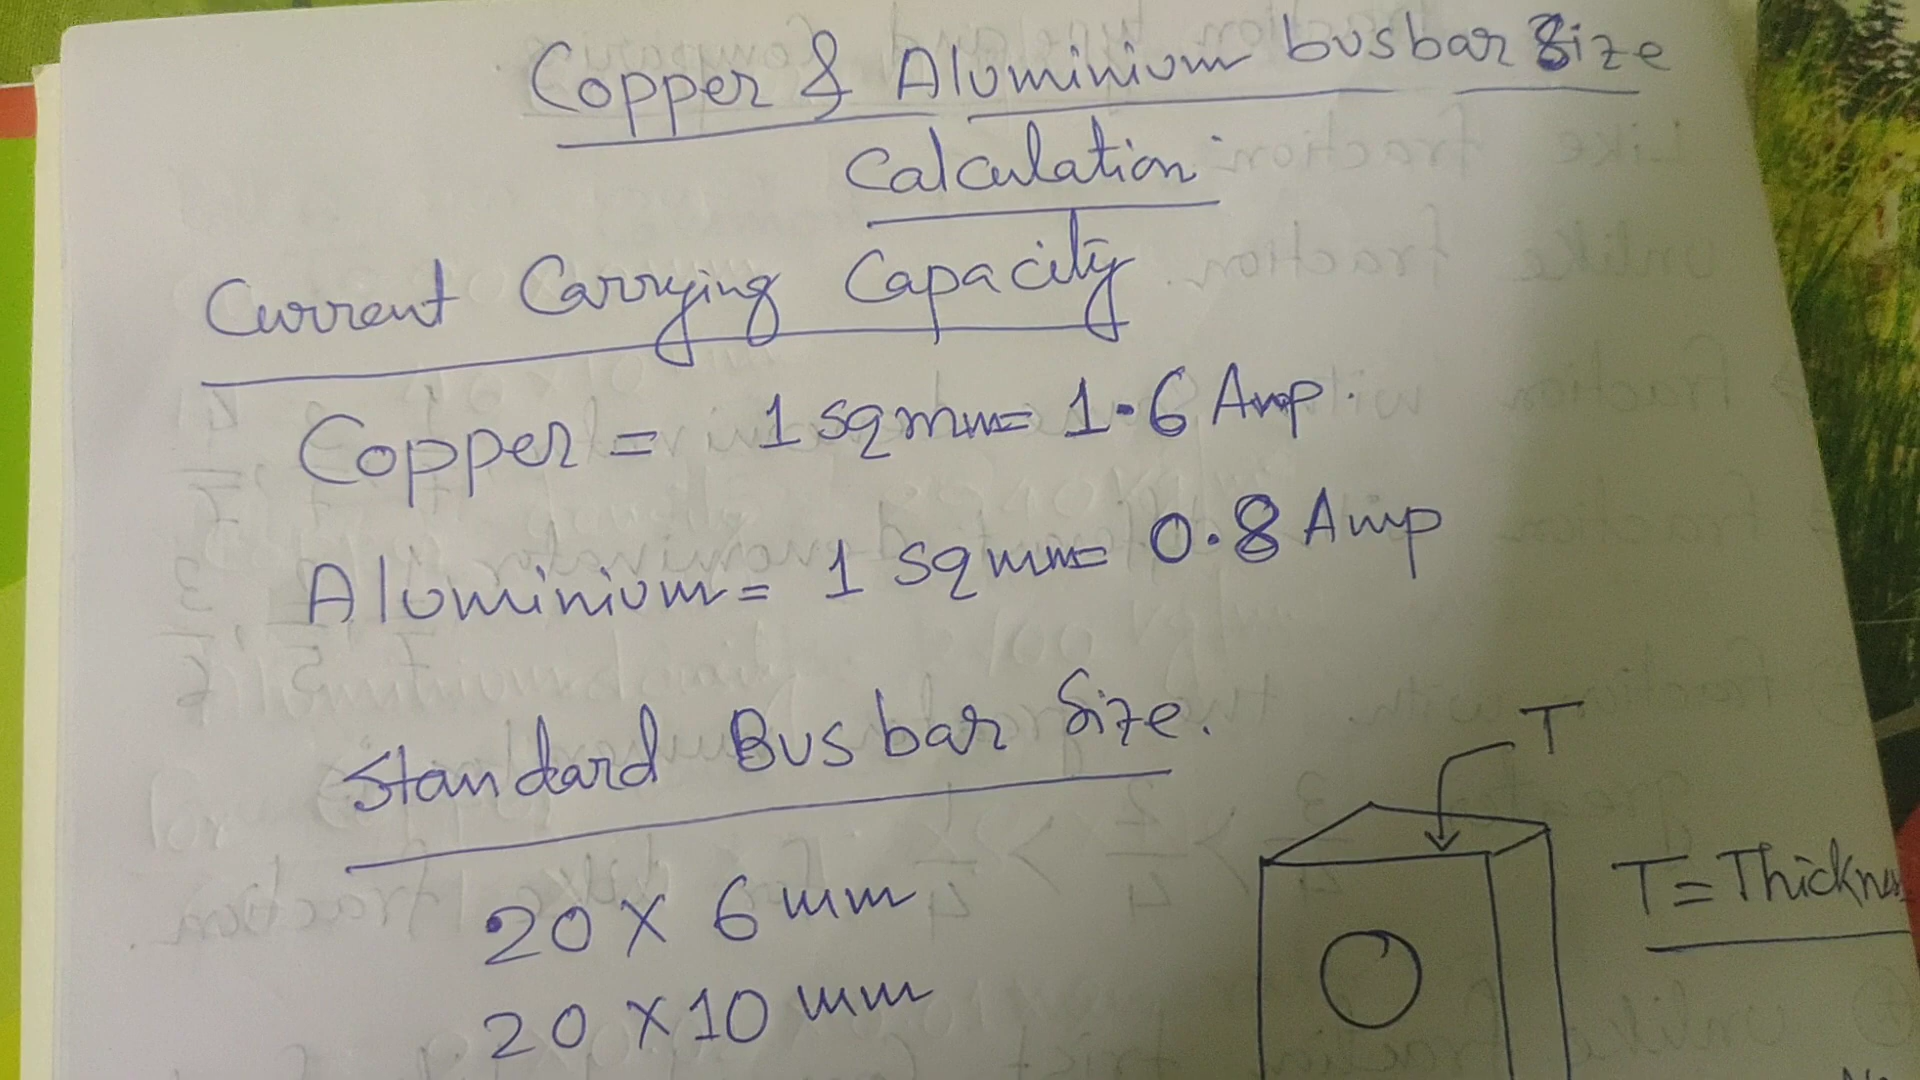 Copper & Aluminium busbar Size
Calculation
Current Carrying Capacity
Copper = 1 sqmm = 1.6 Amp.
Aluminium = 1 sqmm = 0.8 Amp
Standard Bus bar Size.
T
T = Thickness
20 X 6 mm
20 X 10 mm